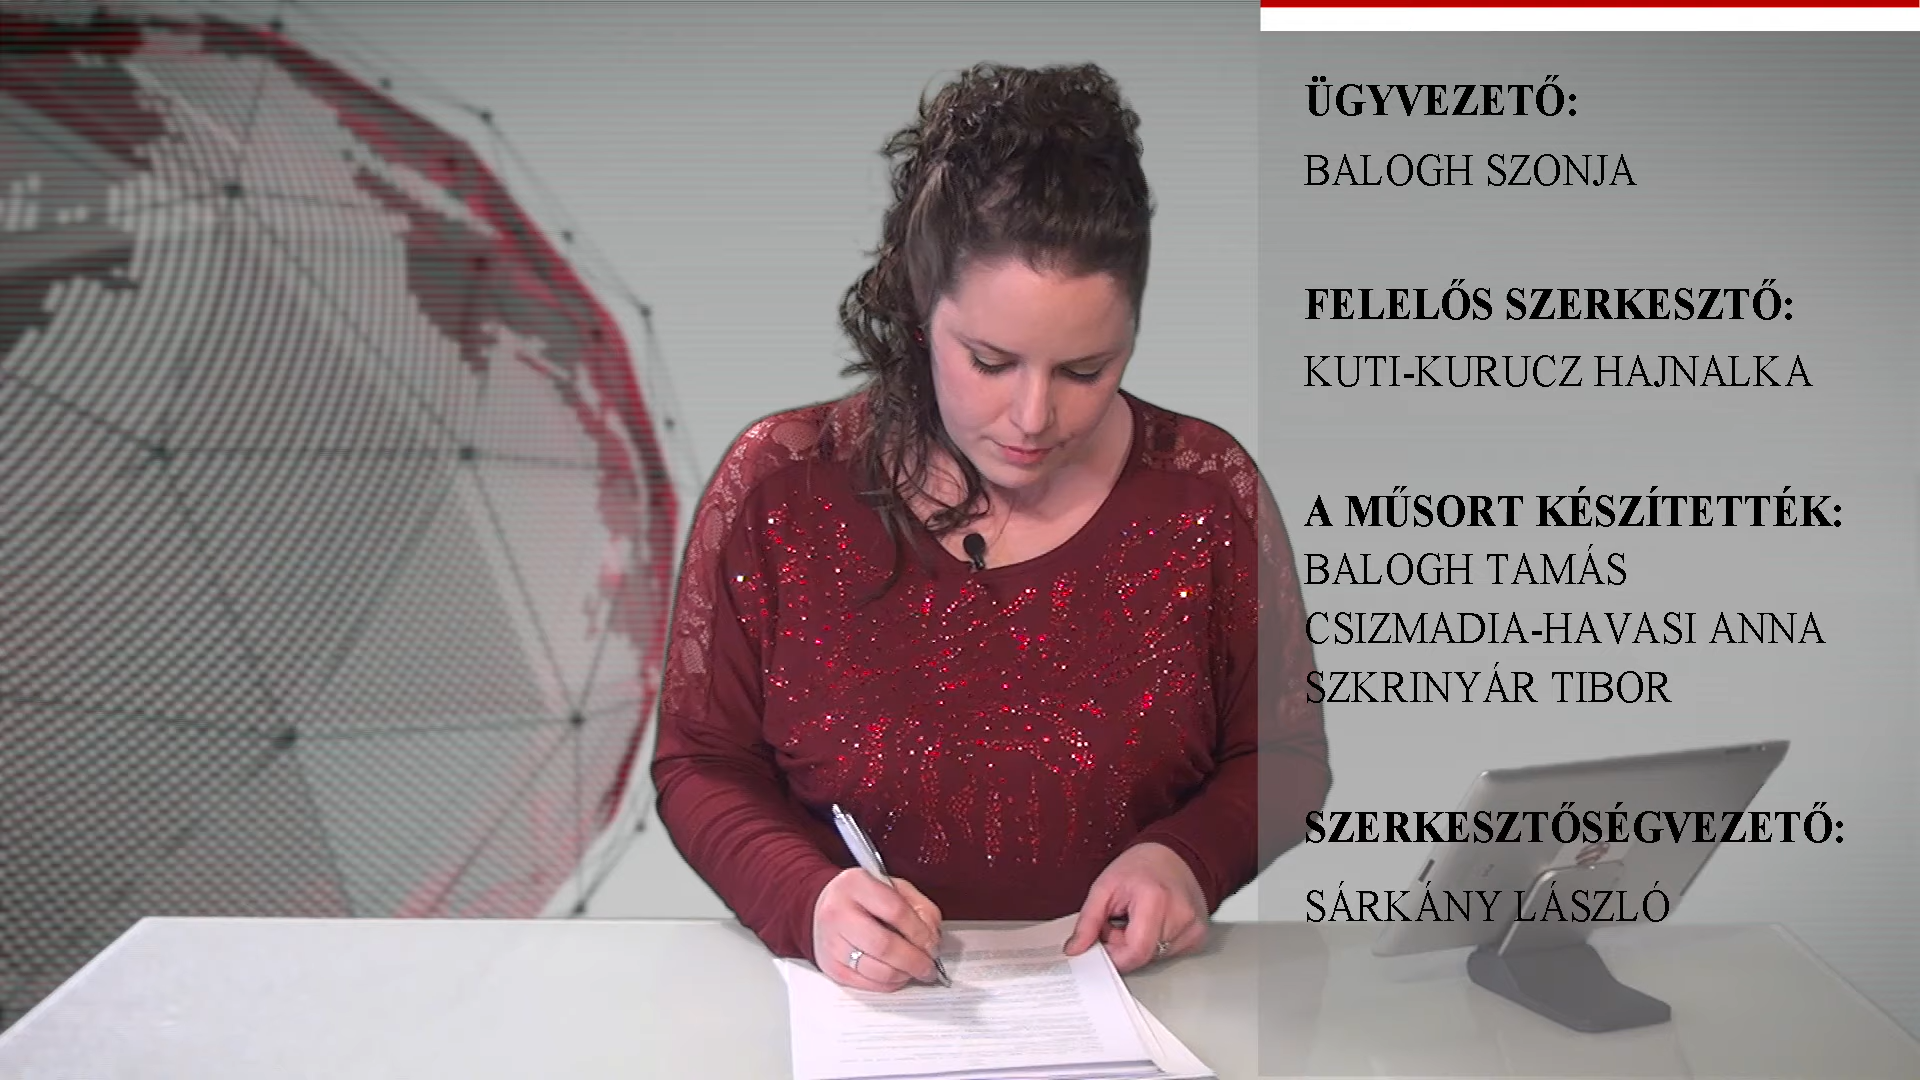 ÜGYVEZETŐ:
BALOGH SZONJA
FELELŐS SZERKESZTŐ:
KUTI-KURUCZ HAJNALKA
A MŰSORT KÉSZÍTETTÉK:
BALOGH TAMÁS
CSIZMADIA-HAVASI ANNA
SZKRINYÁR TIBOR
SZERKESZTŐSÉGVEZETŐ:
SÁRKÁNY LÁSZLÓ